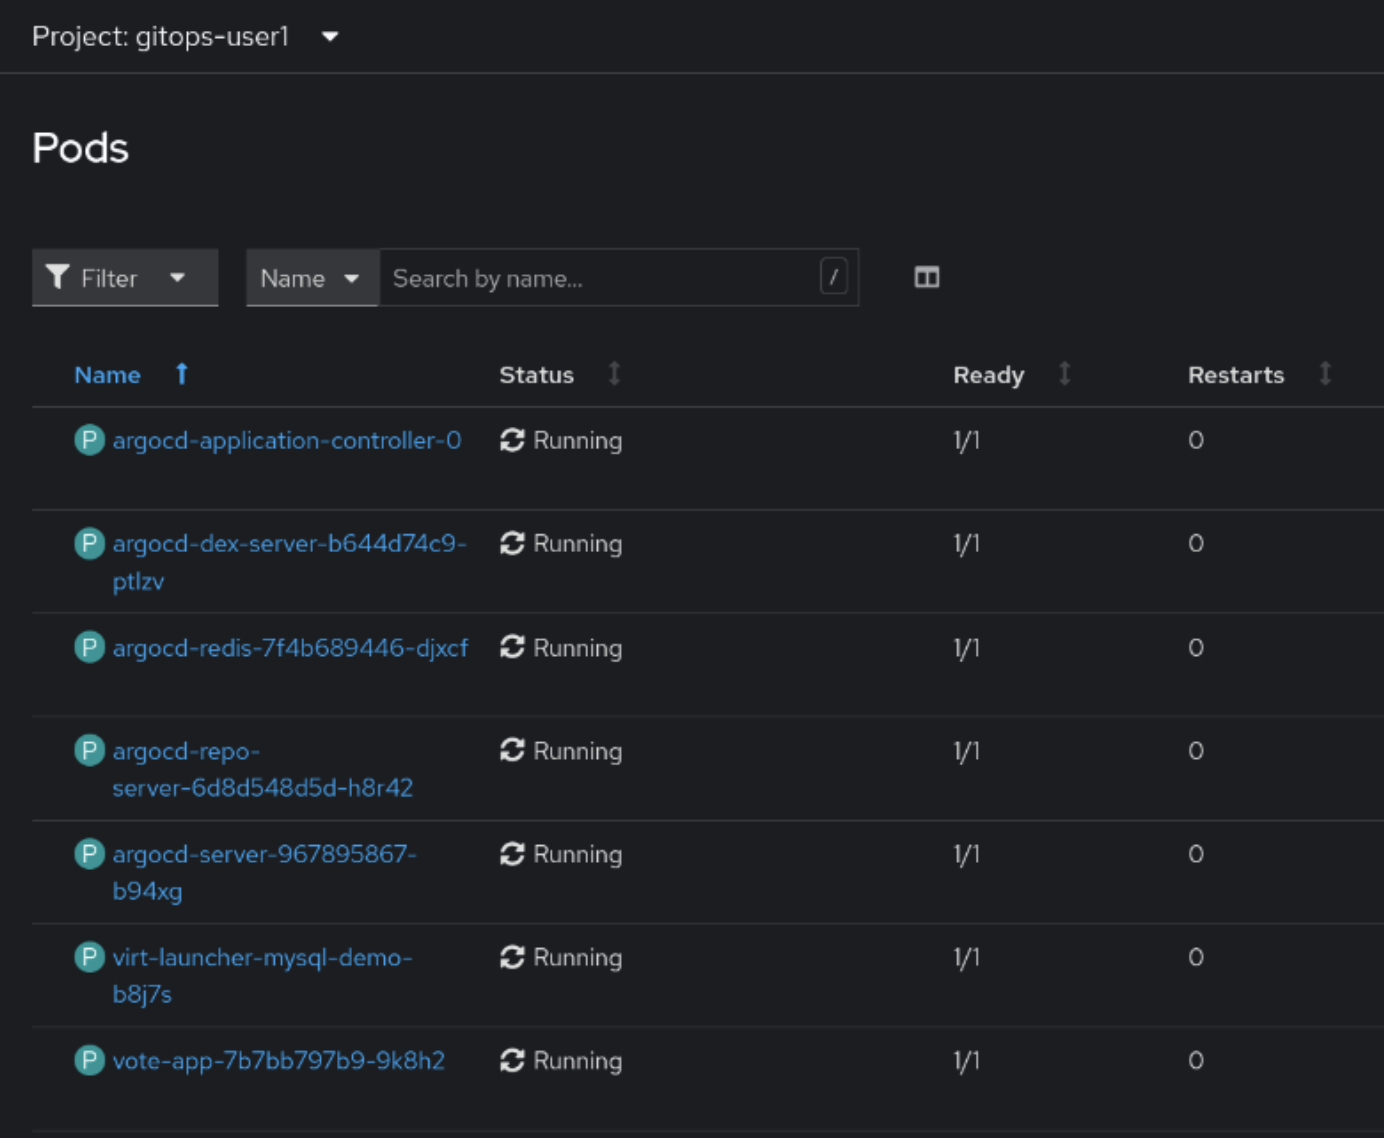 Project: gitops-user1
Pods
Filter Name Search by name... /
Name Status Ready Restarts
P argocd-application-controller-0 Running 1/1 0
P argocd-dex-server-b644d74c9- Running 1/1 0
ptlzv
P argocd-redis-7f4b689446-djxcf Running 1/1 0
P argocd-repo- Running 1/1 0
server-6d8d548d5d-h8r42
P argocd-server-967895867- Running 1/1 0
b94xg
P virt-launcher-mysql-demo- Running 1/1 0
b8j7s
P vote-app-7b7bb797b9-9k8h2 Running 1/1 0